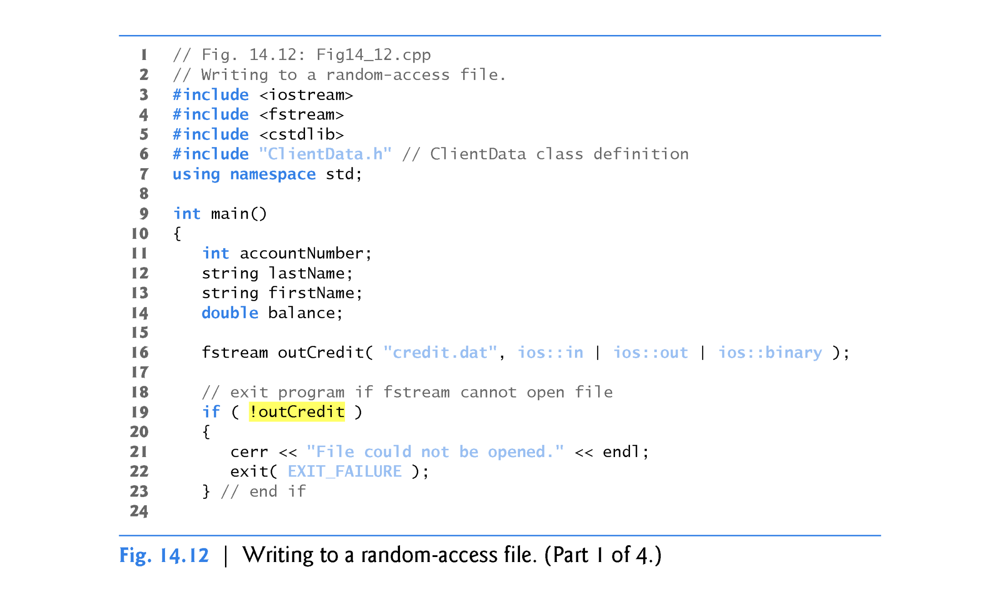 1 // Fig. 14.12: Fig14_12.cpp
2 // Writing to a random-access file.
3 #include <iostream>
4 #include <fstream>
5 #include <cstdlib>
6 #include "ClientData.h" // ClientData class definition
7 using namespace std;
8
9 int main()
10 {
11    int accountNumber;
12    string lastName;
13    string firstName;
14    double balance;
15
16    fstream outCredit( "credit.dat", ios::in | ios::out | ios::binary );
17
18    // exit program if fstream cannot open file
19    if ( !outCredit )
20    {
21       cerr << "File could not be opened." << endl;
22       exit( EXIT_FAILURE );
23    } // end if
24
Fig. 14.12 | Writing to a random-access file. (Part 1 of 4.)